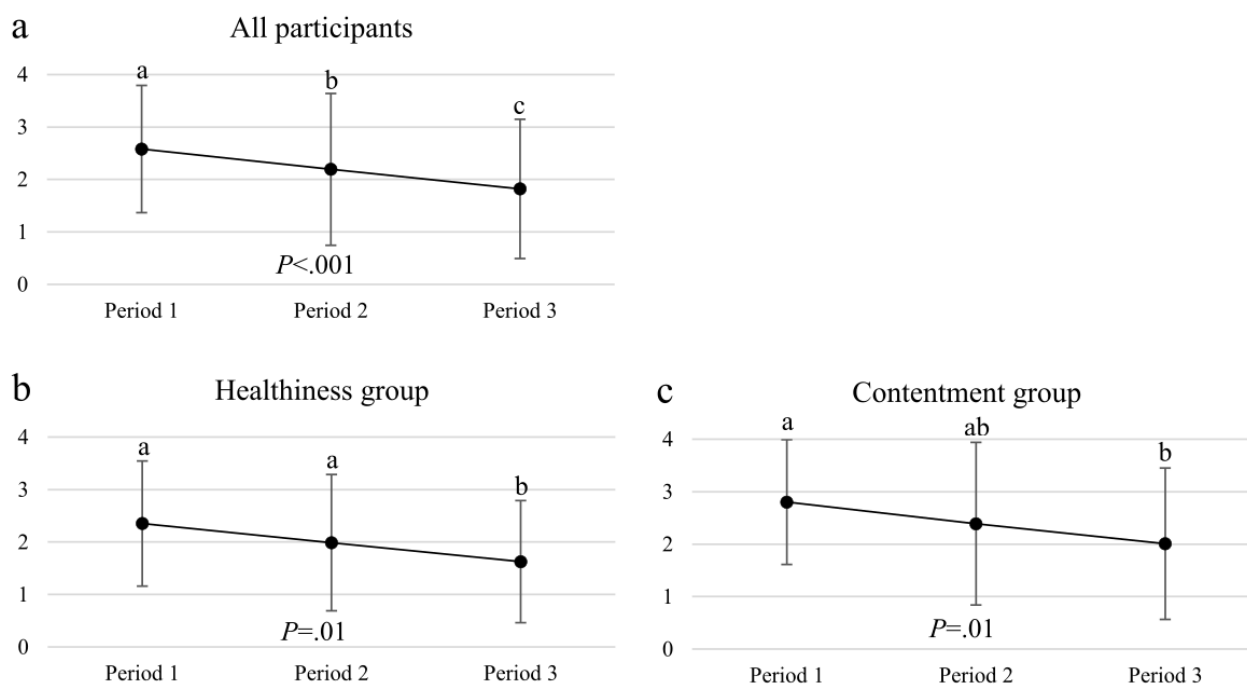 a
All participants
4
3
2
1
0
a
b
c
P<.001
Period 1 Period 2 Period 3
b
Healthiness group
4
3
2
1
0
a
a
b
P=.01
Period 1 Period 2 Period 3
c
Contentment group
4
3
2
1
0
a
ab
b
P=.01
Period 1 Period 2 Period 3